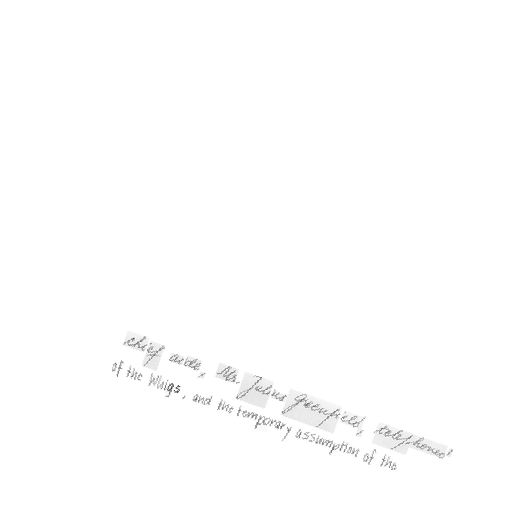 chief aide, Mr. Julius Greenfield, telephoned
of the Whigs, and the temporary assumption of the